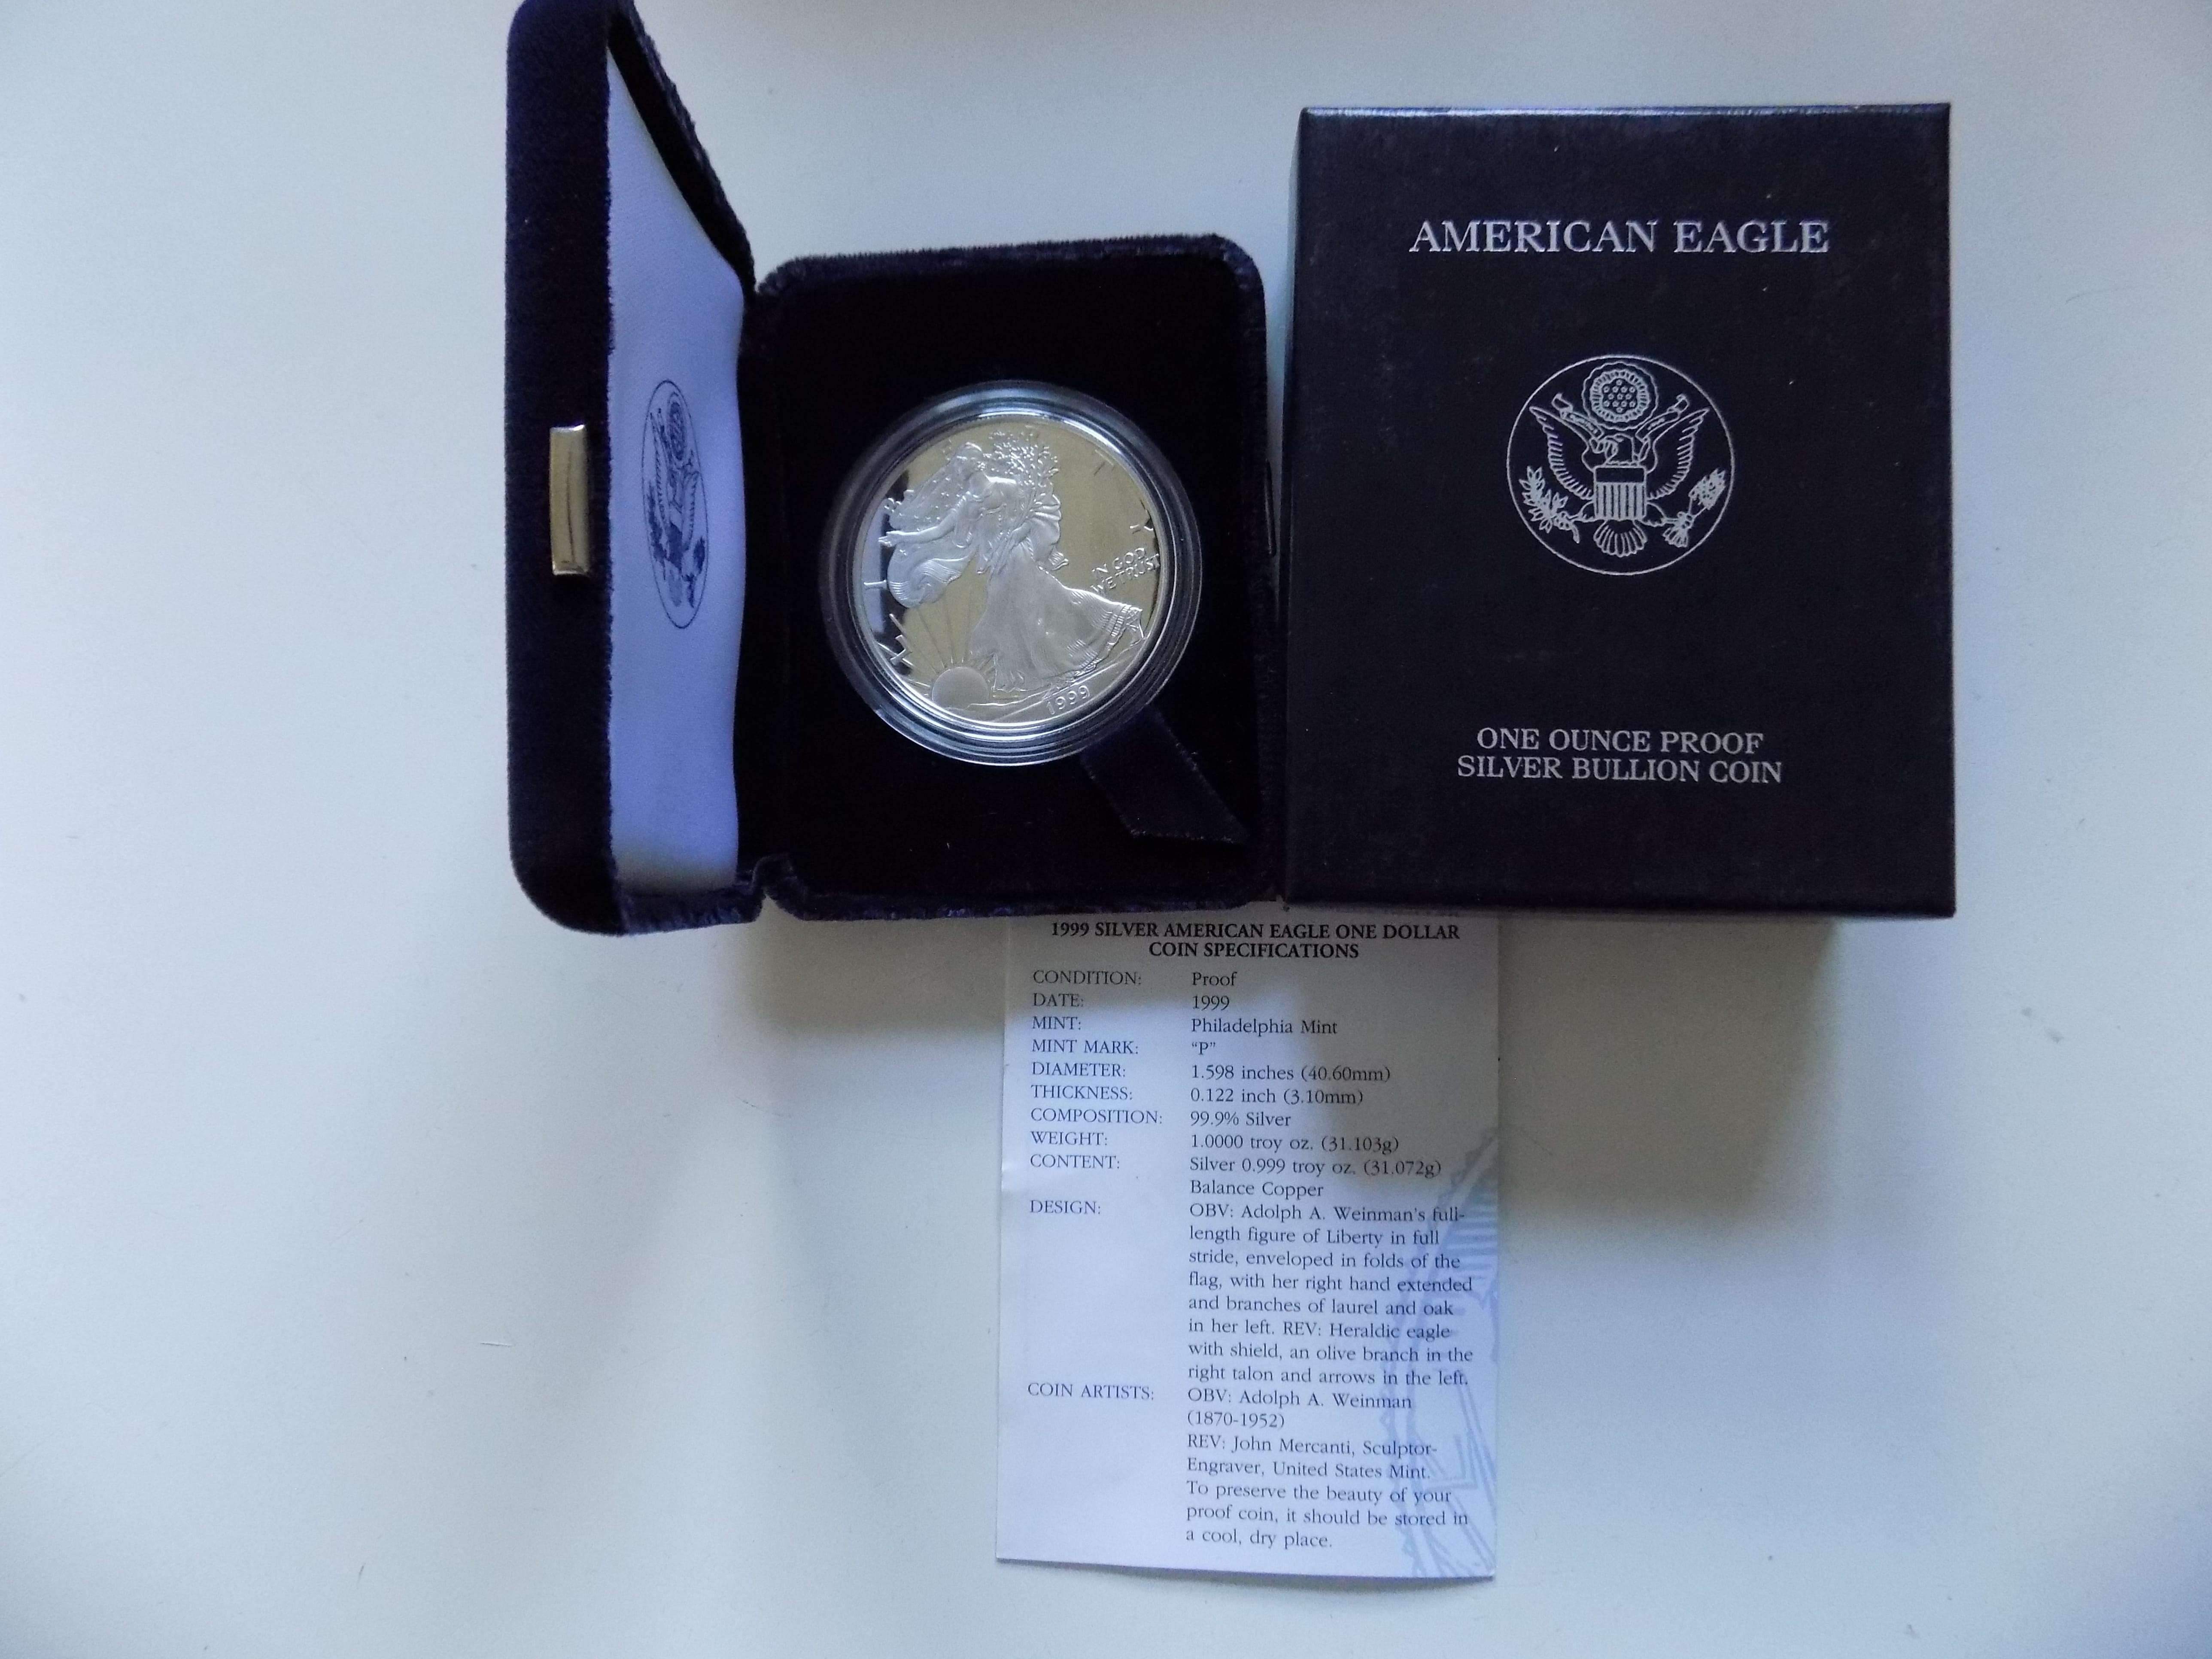 IN GOD
WE TRUST
1999
AMERICAN EAGLE
ONE OUNCE PROOF
SILVER BULLION COIN
1999 SILVER AMERICAN EAGLE ONE DOLLAR
COIN SPECIFICATIONS
CONDITION: Proof
DATE: 1999
MINT: Philadelphia Mint
MINT MARK: “P”
DIAMETER: 1.598 inches (40.60mm)
THICKNESS: 0.122 inch (3.10mm)
COMPOSITION: 99.9% Silver
WEIGHT: 1.0000 troy oz. (31.103g)
CONTENT: Silver 0.999 troy oz. (31.072g)
Balance Copper
DESIGN: OBV: Adolph A. Weinman's full-
length figure of Liberty in full
stride, enveloped in folds of the
flag, with her right hand extended
and branches of laurel and oak
in her left. REV: Heraldic eagle
with shield, an olive branch in the
right talon and arrows in the left.
COIN ARTISTS: OBV: Adolph A. Weinman
(1870-1952)
REV: John Mercanti, Sculptor-
Engraver, United States Mint.
To preserve the beauty of your
proof coin, it should be stored in
a cool, dry place.